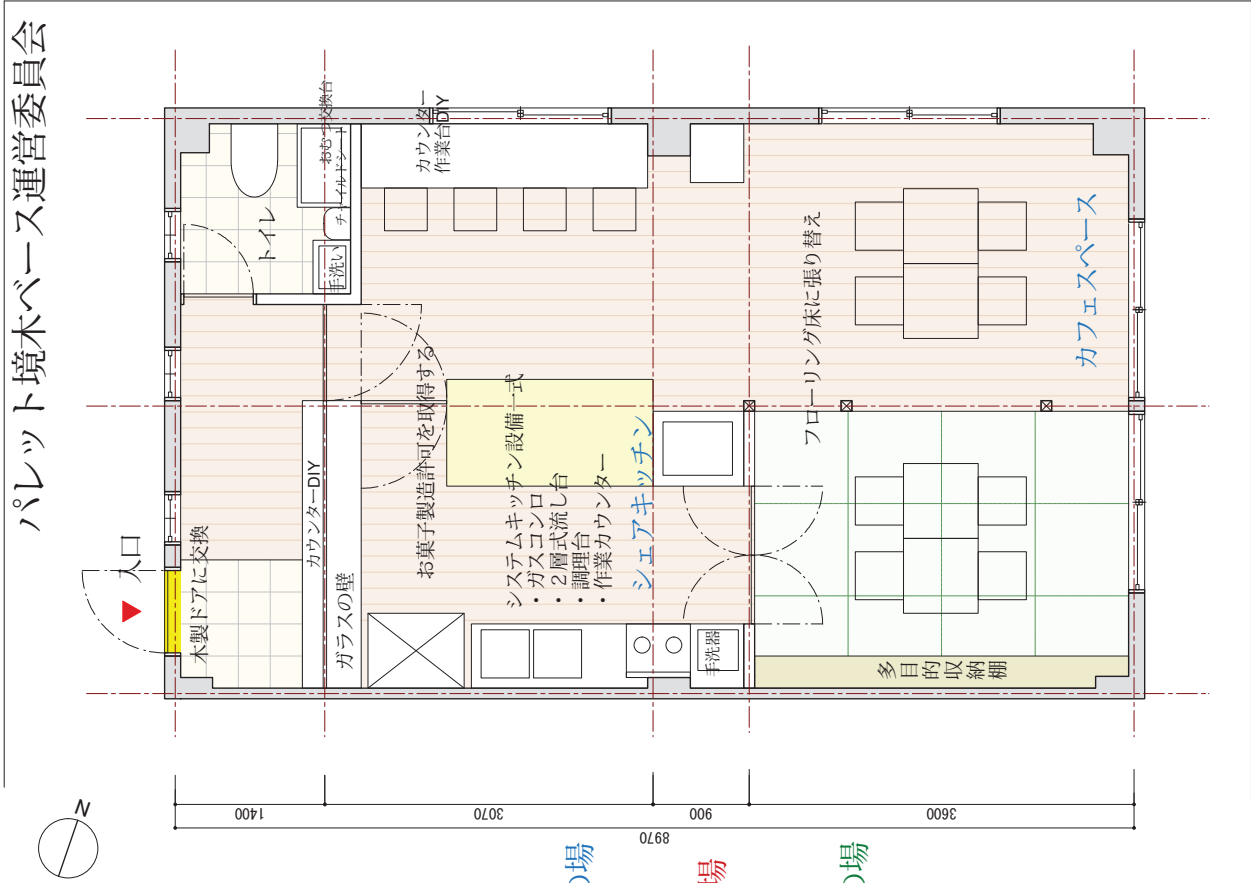 パレット境木ベース運営委員会
入口
木製ドアに交換
トイレ
おむつ交換台
チャイルドシート
手洗い
カウンター
作業台DIY
カウンターDIY
ガラスの壁
お菓子製造許可を取得する
システムキッチン設備一式
・ガスコンロ
・２層式流し台
・調理台
・作業カウンター
シェアキッチン
手洗器
フローリング床に張り替え
カフェスペース
多目的収納棚
N
1400
3070
900
3600
8970
の場
場
の場